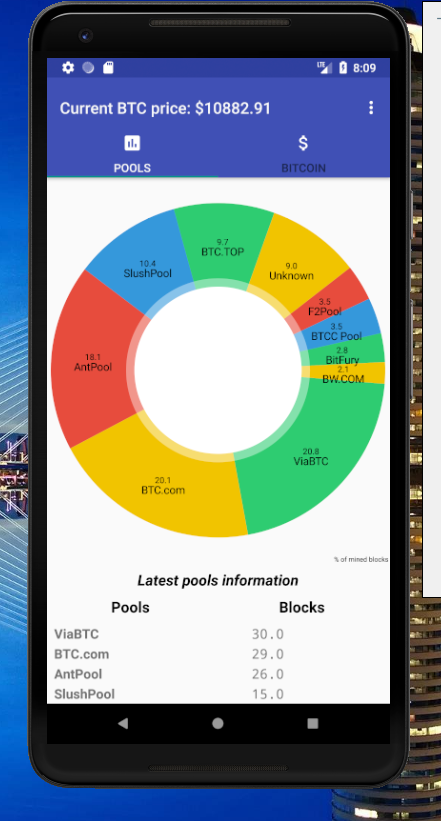 LTE 8:09
Current BTC price: $10882.91
POOLS
BITCOIN
9.7
BTC.TOP
9.0
Unknown
10.4
SlushPool
3.5
F2Pool
3.5
BTCC Pool
2.8
BitFury
2.1
BW.COM
18.1
AntPool
20.8
ViaBTC
20.1
BTC.com
% of mined blocks
Latest pools information
Pools Blocks
ViaBTC 30.0
BTC.com 29.0
AntPool 26.0
SlushPool 15.0